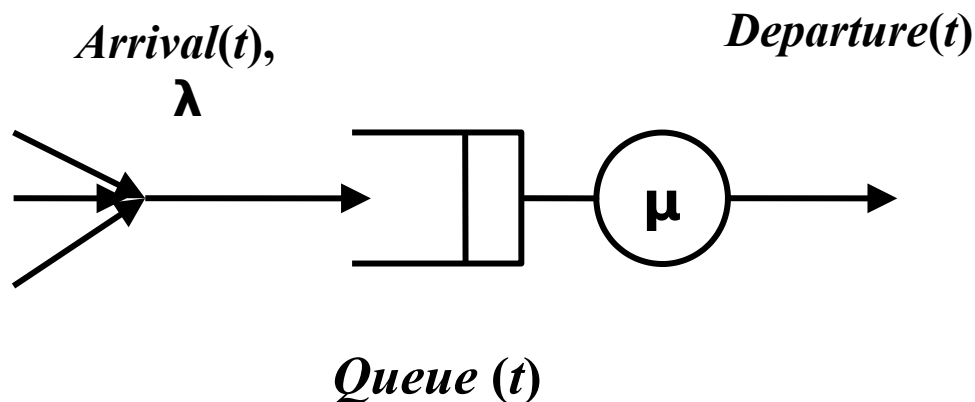 Arrival(t),
λ
Departure(t)
μ
Queue (t)